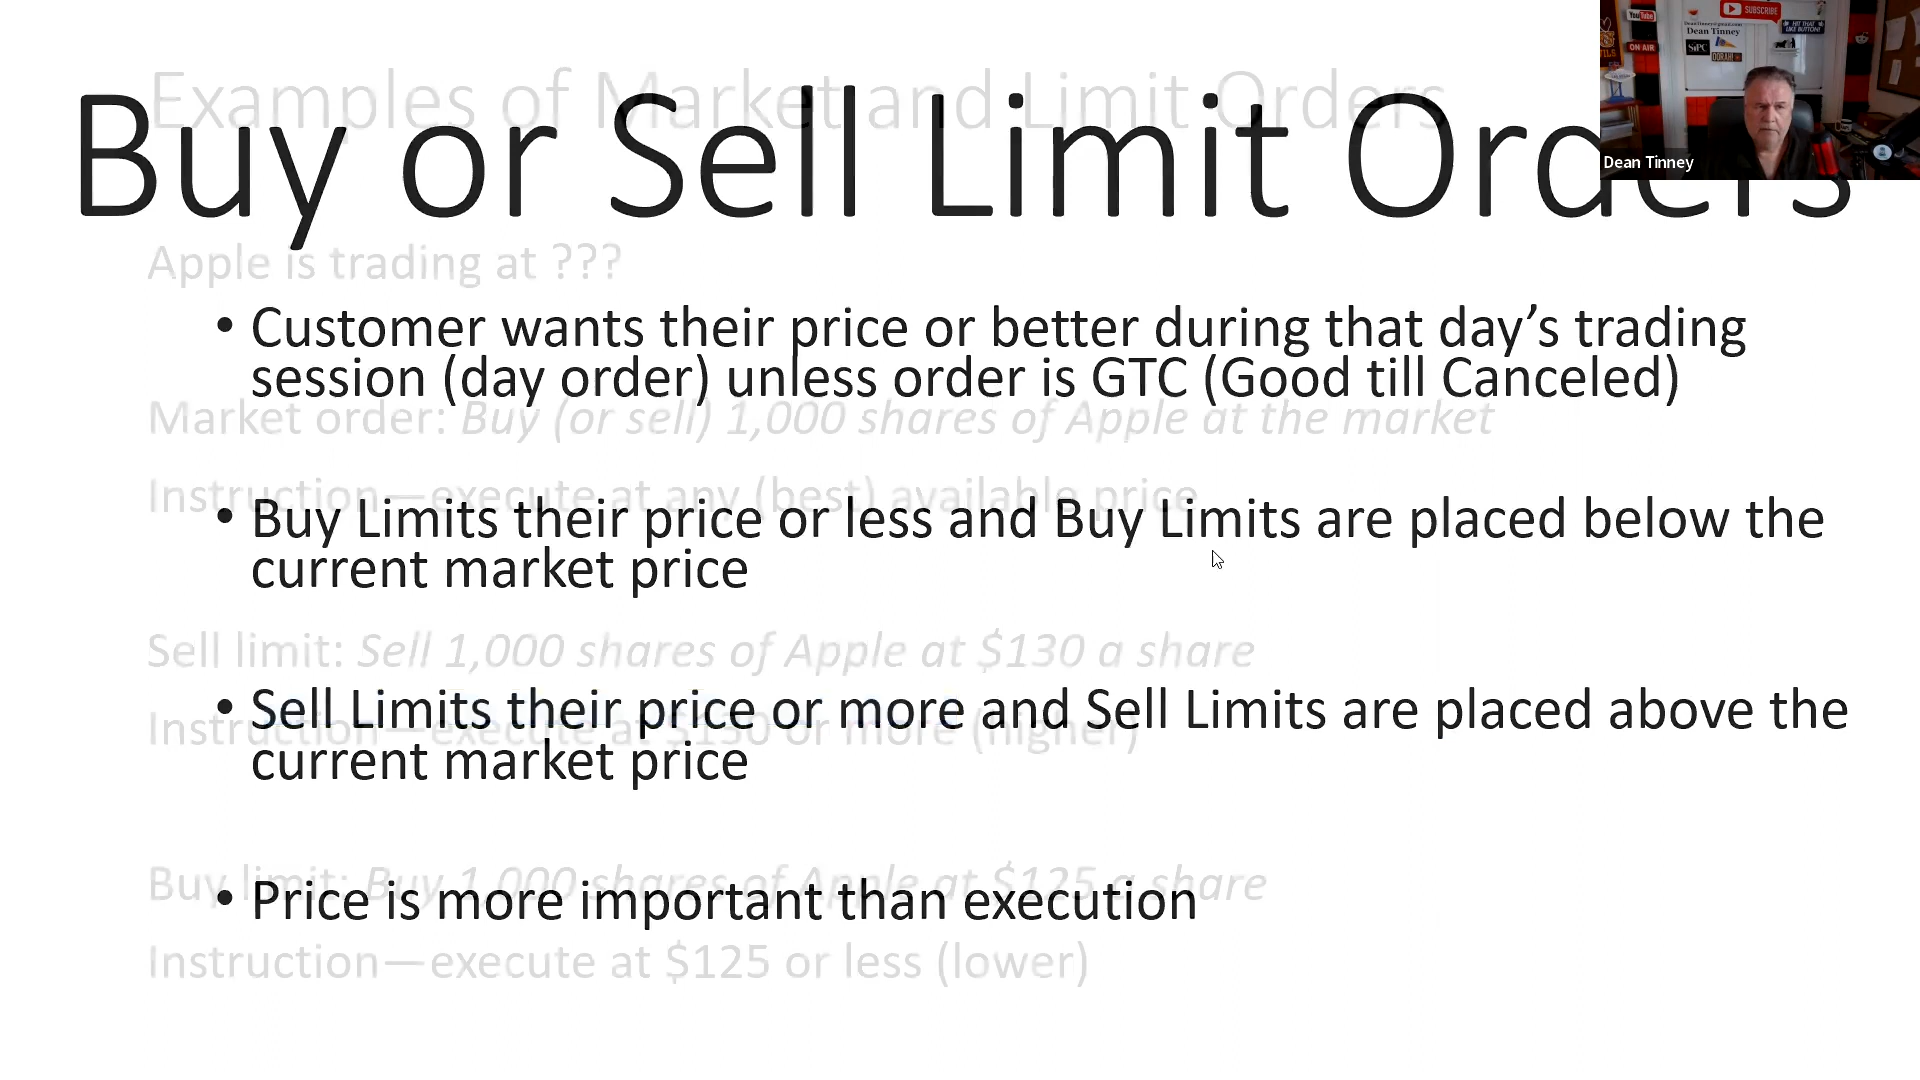 Examples of Market and Limit Orders
Buy or Sell Limit Orders
YouTube
SUBSCRIBE
HIT THAT
LIKE BUTTON!
Dean Tinney
SIPC
ON AIR
Dean Tinney
Apple is trading at ???
• Customer wants their price or better during that day’s trading
session (day order) unless order is GTC (Good till Canceled)
Market order: Buy (or sell) 1,000 shares of Apple at the market
Instruction—execute at any (best) available price
• Buy Limits their price or less and Buy Limits are placed below the
current market price
Sell limit: Sell 1,000 shares of Apple at $130 a share
• Sell Limits their price or more and Sell Limits are placed above the
Instruction—execute at $130 or more (higher)
current market price
Buy limit: Buy 1,000 shares of Apple at $125 a share
• Price is more important than execution
Instruction—execute at $125 or less (lower)